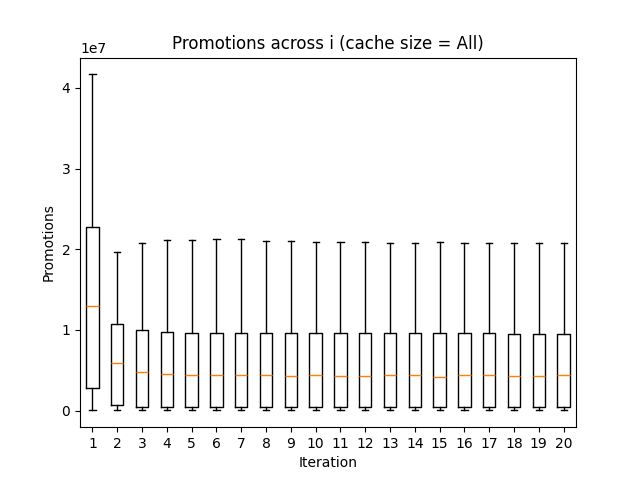 Promotions across i (cache size = All)
1e7
4
3
2
1
0
Promotions
1 2 3 4 5 6 7 8 9 10 11 12 13 14 15 16 17 18 19 20
Iteration